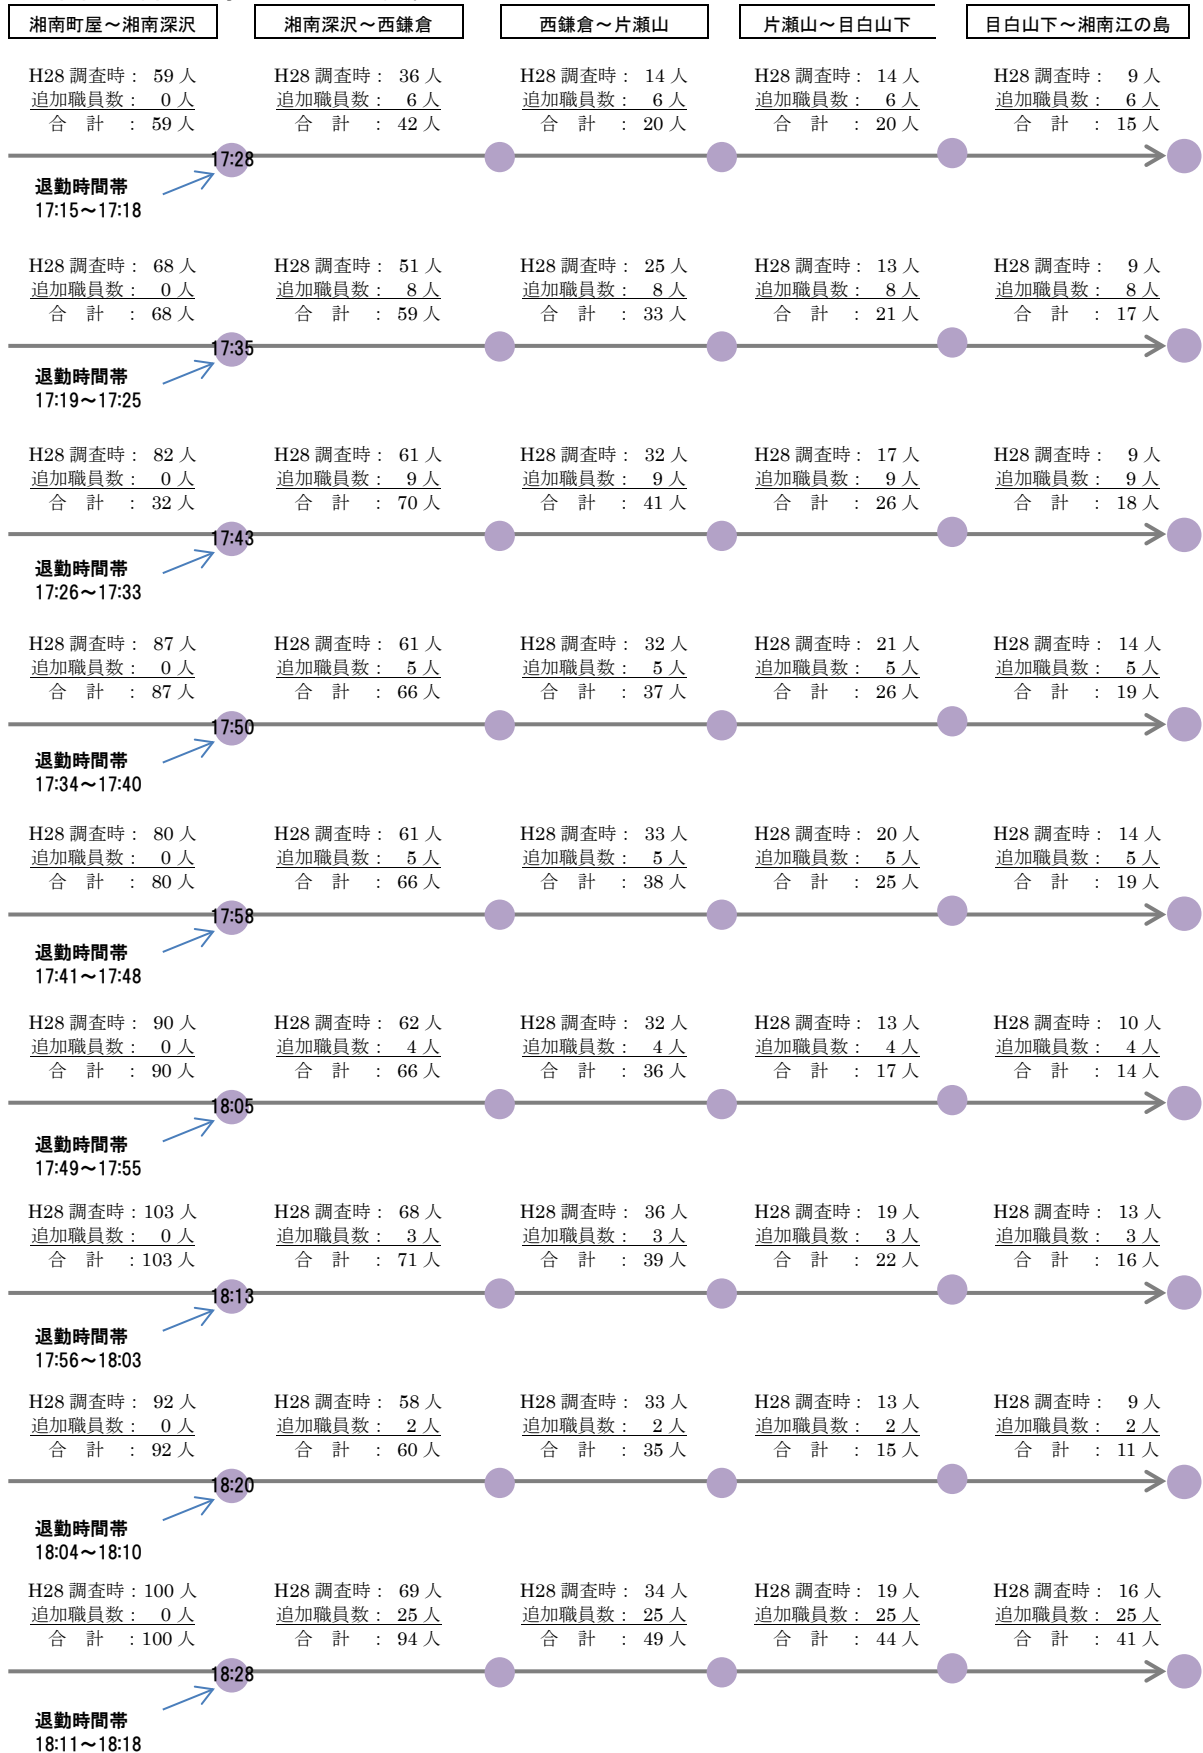 湘南町屋～湘南深沢 湘南深沢～西鎌倉 西鎌倉～片瀬山 片瀬山～目白山下 目白山下～湘南江の島
H28 調査時： 59 人 H28 調査時： 36 人 H28 調査時： 14 人 H28 調査時： 14 人 H28 調査時： 9 人
追加職員数： 0 人 追加職員数： 6 人 追加職員数： 6 人 追加職員数： 6 人 追加職員数： 6 人
合 計 ： 59 人 合 計 ： 42 人 合 計 ： 20 人 合 計 ： 20 人 合 計 ： 15 人
17:28
退勤時間帯
17:15～17:18
H28 調査時： 68 人 H28 調査時： 51 人 H28 調査時： 25 人 H28 調査時： 13 人 H28 調査時： 9 人
追加職員数： 0 人 追加職員数： 8 人 追加職員数： 8 人 追加職員数： 8 人 追加職員数： 8 人
合 計 ： 68 人 合 計 ： 59 人 合 計 ： 33 人 合 計 ： 21 人 合 計 ： 17 人
17:35
退勤時間帯
17:19～17:25
H28 調査時： 82 人 H28 調査時： 61 人 H28 調査時： 32 人 H28 調査時： 17 人 H28 調査時： 9 人
追加職員数： 0 人 追加職員数： 9 人 追加職員数： 9 人 追加職員数： 9 人 追加職員数： 9 人
合 計 ： 32 人 合 計 ： 70 人 合 計 ： 41 人 合 計 ： 26 人 合 計 ： 18 人
17:43
退勤時間帯
17:26～17:33
H28 調査時： 87 人 H28 調査時： 61 人 H28 調査時： 32 人 H28 調査時： 21 人 H28 調査時： 14 人
追加職員数： 0 人 追加職員数： 5 人 追加職員数： 5 人 追加職員数： 5 人 追加職員数： 5 人
合 計 ： 87 人 合 計 ： 66 人 合 計 ： 37 人 合 計 ： 26 人 合 計 ： 19 人
17:50
退勤時間帯
17:34～17:40
H28 調査時： 80 人 H28 調査時： 61 人 H28 調査時： 33 人 H28 調査時： 20 人 H28 調査時： 14 人
追加職員数： 0 人 追加職員数： 5 人 追加職員数： 5 人 追加職員数： 5 人 追加職員数： 5 人
合 計 ： 80 人 合 計 ： 66 人 合 計 ： 38 人 合 計 ： 25 人 合 計 ： 19 人
17:58
退勤時間帯
17:41～17:48
H28 調査時： 90 人 H28 調査時： 62 人 H28 調査時： 32 人 H28 調査時： 13 人 H28 調査時： 10 人
追加職員数： 0 人 追加職員数： 4 人 追加職員数： 4 人 追加職員数： 4 人 追加職員数： 4 人
合 計 ： 90 人 合 計 ： 66 人 合 計 ： 36 人 合 計 ： 17 人 合 計 ： 14 人
18:05
退勤時間帯
17:49～17:55
H28 調査時：103 人 H28 調査時： 68 人 H28 調査時： 36 人 H28 調査時： 19 人 H28 調査時： 13 人
追加職員数： 0 人 追加職員数： 3 人 追加職員数： 3 人 追加職員数： 3 人 追加職員数： 3 人
合 計 ：103 人 合 計 ： 71 人 合 計 ： 39 人 合 計 ： 22 人 合 計 ： 16 人
18:13
退勤時間帯
17:56～18:03
H28 調査時： 92 人 H28 調査時： 58 人 H28 調査時： 33 人 H28 調査時： 13 人 H28 調査時： 9 人
追加職員数： 0 人 追加職員数： 2 人 追加職員数： 2 人 追加職員数： 2 人 追加職員数： 2 人
合 計 ： 92 人 合 計 ： 60 人 合 計 ： 35 人 合 計 ： 15 人 合 計 ： 11 人
18:20
退勤時間帯
18:04～18:10
H28 調査時：100 人 H28 調査時： 69 人 H28 調査時： 34 人 H28 調査時： 19 人 H28 調査時： 16 人
追加職員数： 0 人 追加職員数： 25 人 追加職員数： 25 人 追加職員数： 25 人 追加職員数： 25 人
合 計 ：100 人 合 計 ： 94 人 合 計 ： 49 人 合 計 ： 44 人 合 計 ： 41 人
18:28
退勤時間帯
18:11～18:18